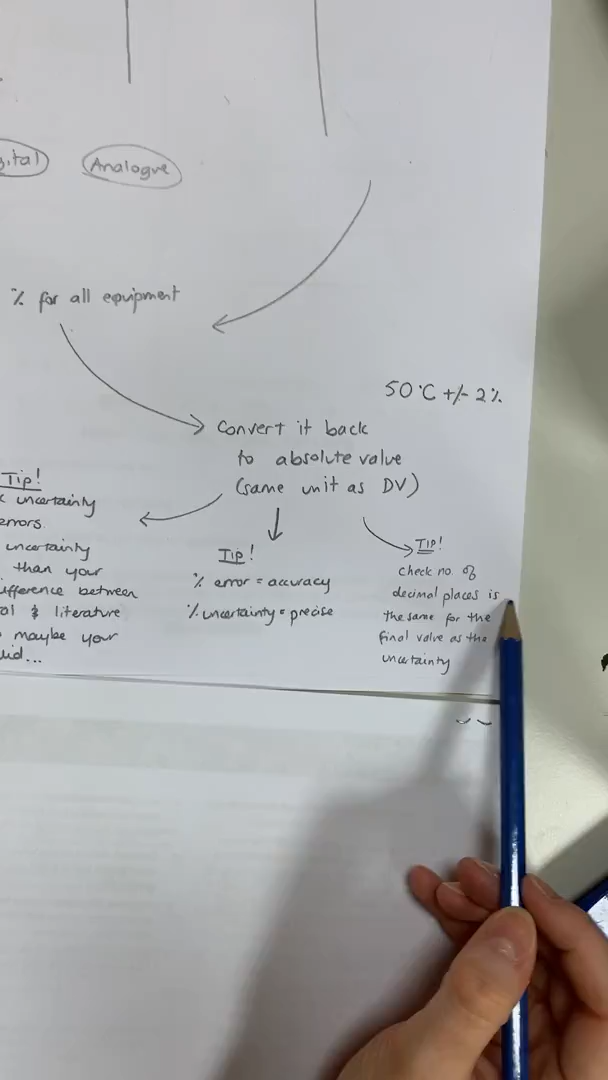 Analogue
% for all equipment
50°C +/- 2%
Convert it back
to absolute value
(same unit as DV)
Tip!
uncertainty
errors.
uncertainty
than your
difference between
& literature
maybe your
Tip!
% error = accuracy
% uncertainty = precise
Tip!
check no. of
decimal places is
the same for the
final value as the
uncertainty